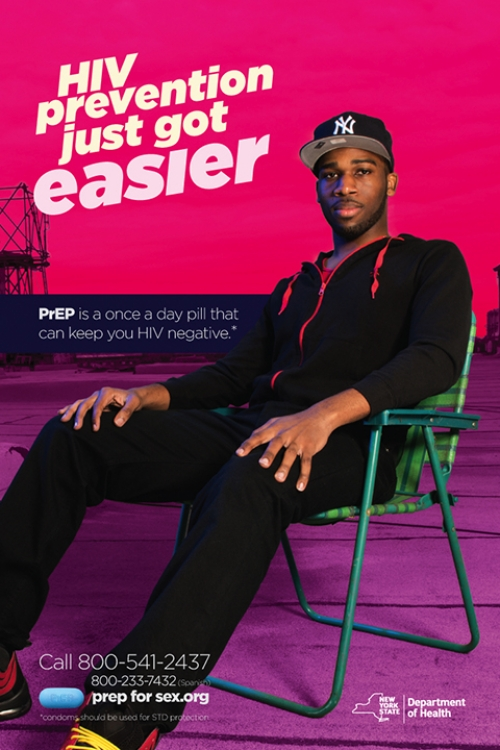 HIV
prevention
just got
easier
NY
PrEP is a once a day pill that
can keep you HIV negative.*
Call 800-541-2437
800-233-7432 (Spanish)
prep for sex.org
*condoms should be used for STD protection
NEW
YORK
STATE
Department
of Health